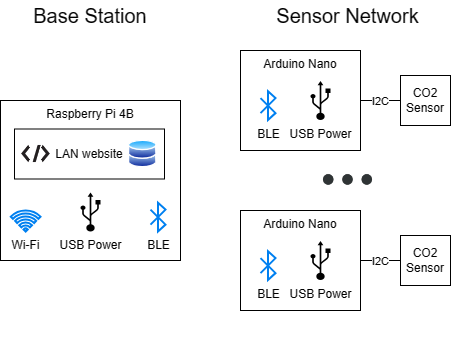 Base Station
Sensor Network
Raspberry Pi 4B
LAN website
Wi-Fi
USB Power
BLE
Arduino Nano
BLE
USB Power
I2C
CO2
Sensor
Arduino Nano
BLE
USB Power
I2C
CO2
Sensor